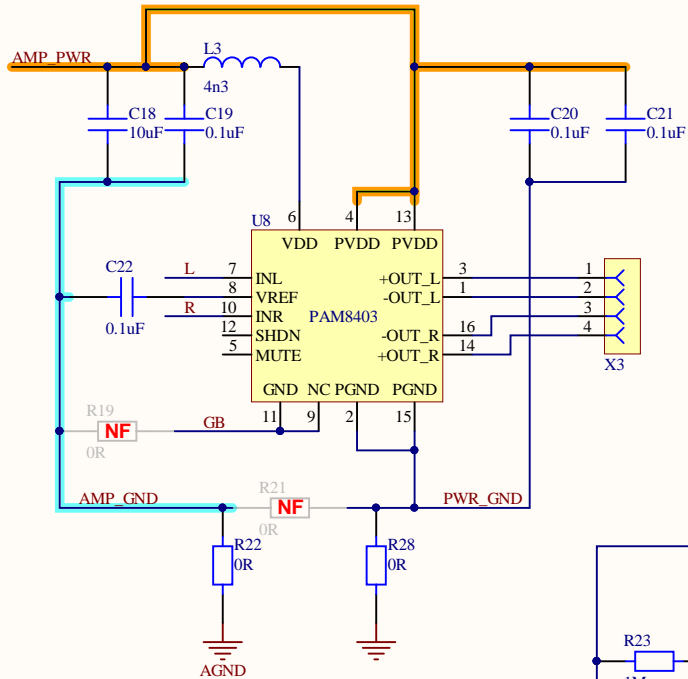 AMP_PWR
L3
4n3
C18
10uF
C19
0.1uF
C20
0.1uF
C21
0.1uF
U8
6
4
13
VDD
PVDD
PVDD
C22
0.1uF
L
7
INL
8
VREF
R
10
INR
12
SHDN
5
MUTE
PAM8403
+OUT_L
3
-OUT_L
1
-OUT_R
16
+OUT_R
14
1
2
3
4
X3
GND
NC
PGND
PGND
11
9
2
15
R19
NF
0R
GB
AMP_GND
R21
NF
0R
PWR_GND
R22
0R
R28
0R
AGND
R23